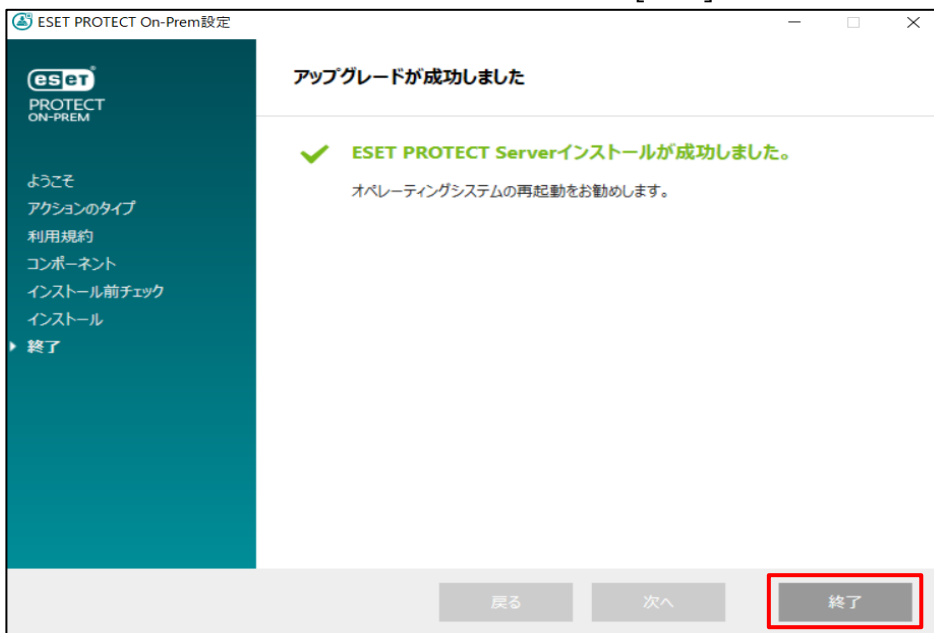 ESET PROTECT On-Prem設定
eset
PROTECT
ON-PREM
ようこそ
アクションのタイプ
利用規約
コンポーネント
インストール前チェック
インストール
終了
アップグレードが成功しました
ESET PROTECT Serverインストールが成功しました。
オペレーティングシステムの再起動をお勧めします。
戻る
次へ
終了